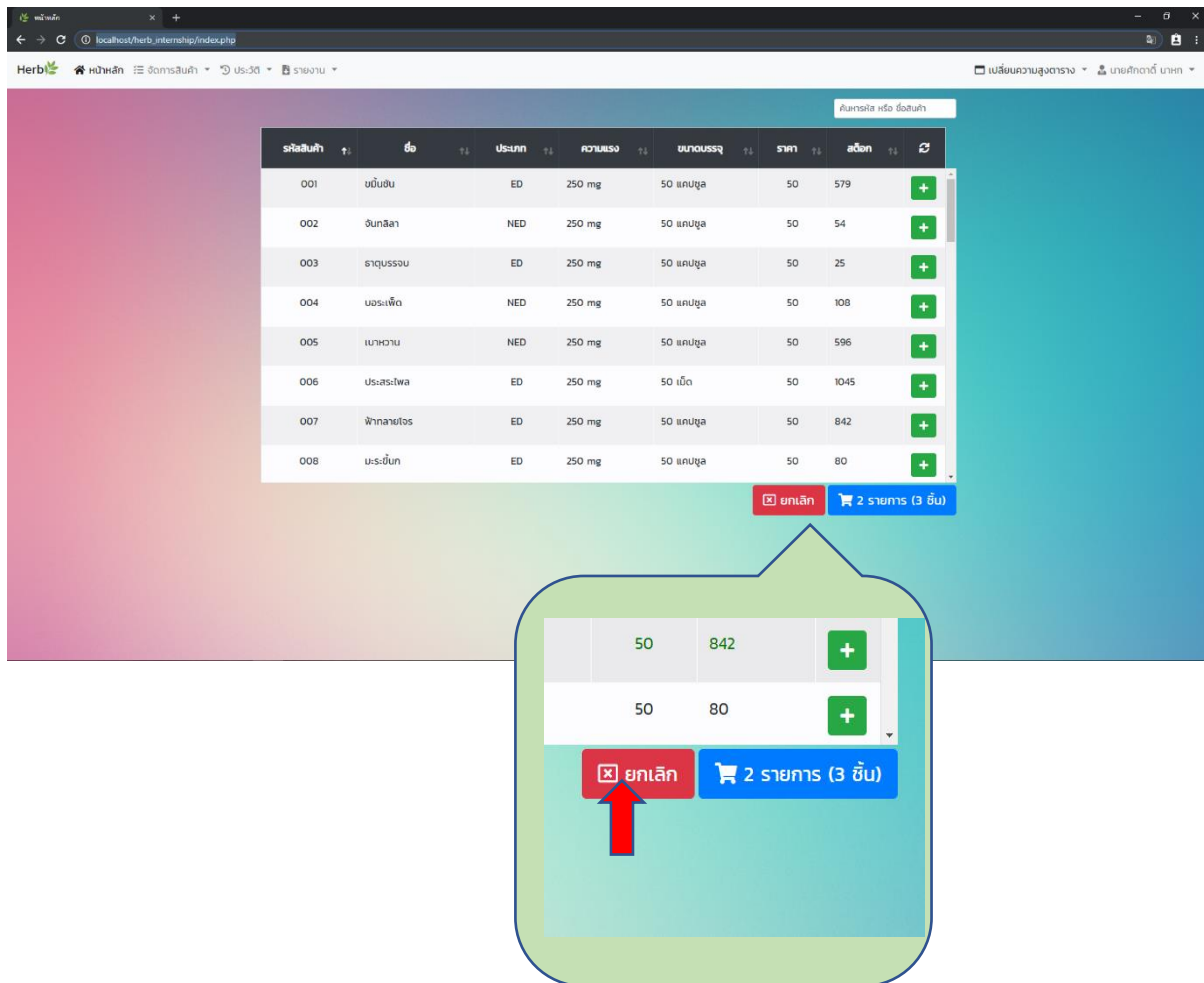 หน้าหลัก
localhost/herb_internship/index.php
Herb หน้าหลัก จัดการสินค้า ประวัติ รายงาน เปลี่ยนความสูงตาราง นายศักดาดิ์ นาหก
ค้นหารหัส หรือ ชื่อสินค้า
รหัสสินค้า ชื่อ ประเภท ความแรง ขนาดบรรจุ ราคา สต็อก
001 ขมิ้นชัน ED 250 mg 50 แคปซูล 50 579
002 จันทลีลา NED 250 mg 50 แคปซูล 50 54
003 ธาตุบรรจบ ED 250 mg 50 แคปซูล 50 25
004 บอระเพ็ด NED 250 mg 50 แคปซูล 50 108
005 เบาหวาน NED 250 mg 50 แคปซูล 50 596
006 ประสะไพล ED 250 mg 50 เม็ด 50 1045
007 ฟ้าทลายโจร ED 250 mg 50 แคปซูล 50 842
008 มะระขี้นก ED 250 mg 50 แคปซูล 50 80
ยกเลิก 2 รายการ (3 ชิ้น)
50 842
50 80
ยกเลิก 2 รายการ (3 ชิ้น)